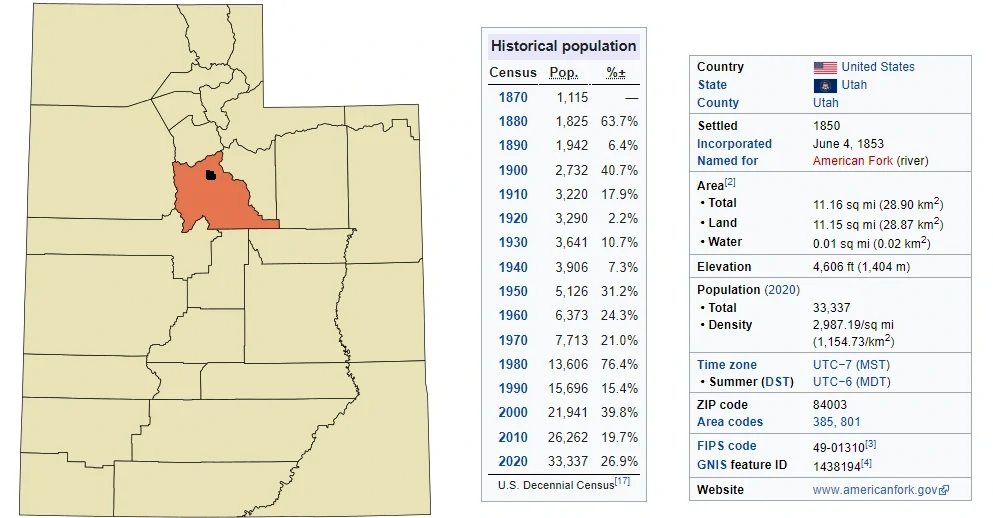 Historical population
Census Pop. %±
1870 1,115 —
1880 1,825 63.7%
1890 1,942 6.4%
1900 2,732 40.7%
1910 3,220 17.9%
1920 3,290 2.2%
1930 3,641 10.7%
1940 3,906 7.3%
1950 5,126 31.2%
1960 6,373 24.3%
1970 7,713 21.0%
1980 13,606 76.4%
1990 15,696 15.4%
2000 21,941 39.8%
2010 26,262 19.7%
2020 33,337 26.9%
U.S. Decennial Census[17]
Country United States
State Utah
County Utah
Settled 1850
Incorporated June 4, 1853
Named for American Fork (river)
Area[2]
• Total 11.16 sq mi (28.90 km2)
• Land 11.15 sq mi (28.87 km2)
• Water 0.01 sq mi (0.02 km2)
Elevation 4,606 ft (1,404 m)
Population (2020)
• Total 33,337
• Density 2,987.19/sq mi
(1,154.73/km2)
Time zone UTC−7 (MST)
• Summer (DST) UTC−6 (MDT)
ZIP code 84003
Area codes 385, 801
FIPS code 49-01310[3]
GNIS feature ID 1438194[4]
Website www.americanfork.gov